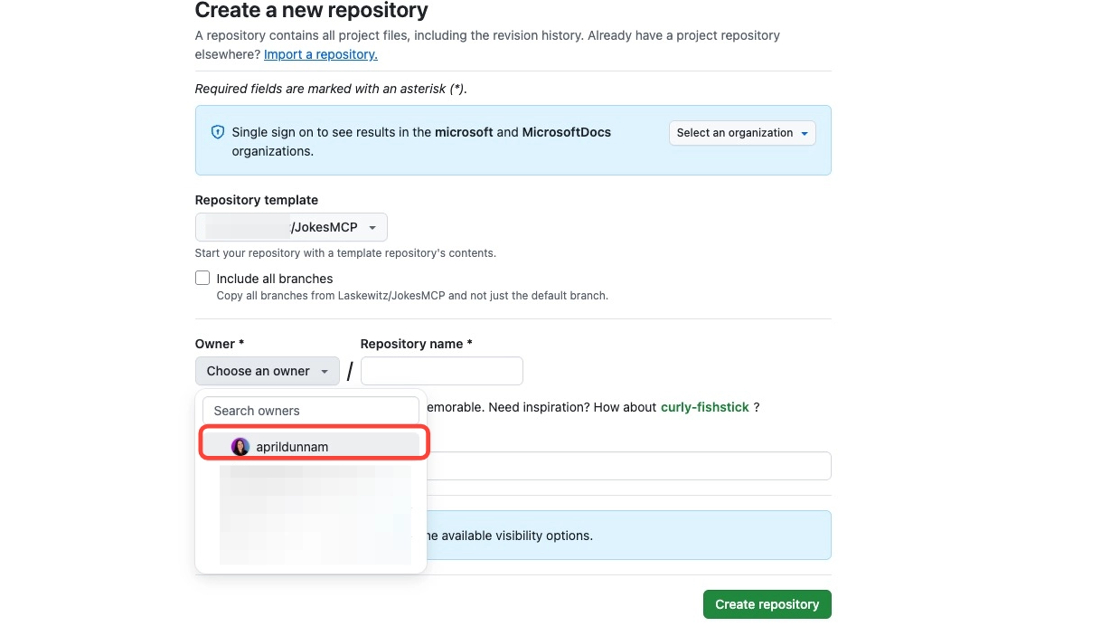 Create a new repository
A repository contains all project files, including the revision history. Already have a project repository
elsewhere? Import a repository.
Required fields are marked with an asterisk (*).
Single sign on to see results in the microsoft and MicrosoftDocs
organizations.
Select an organization
Repository template
/JokesMCP
Start your repository with a template repository's contents.
Include all branches
Copy all branches from Laskewitz/JokesMCP and not just the default branch.
Owner *
Repository name *
Choose an owner
/
Search owners
emorable. Need inspiration? How about curly-fishstick ?
aprildunnam
available visibility options.
Create repository